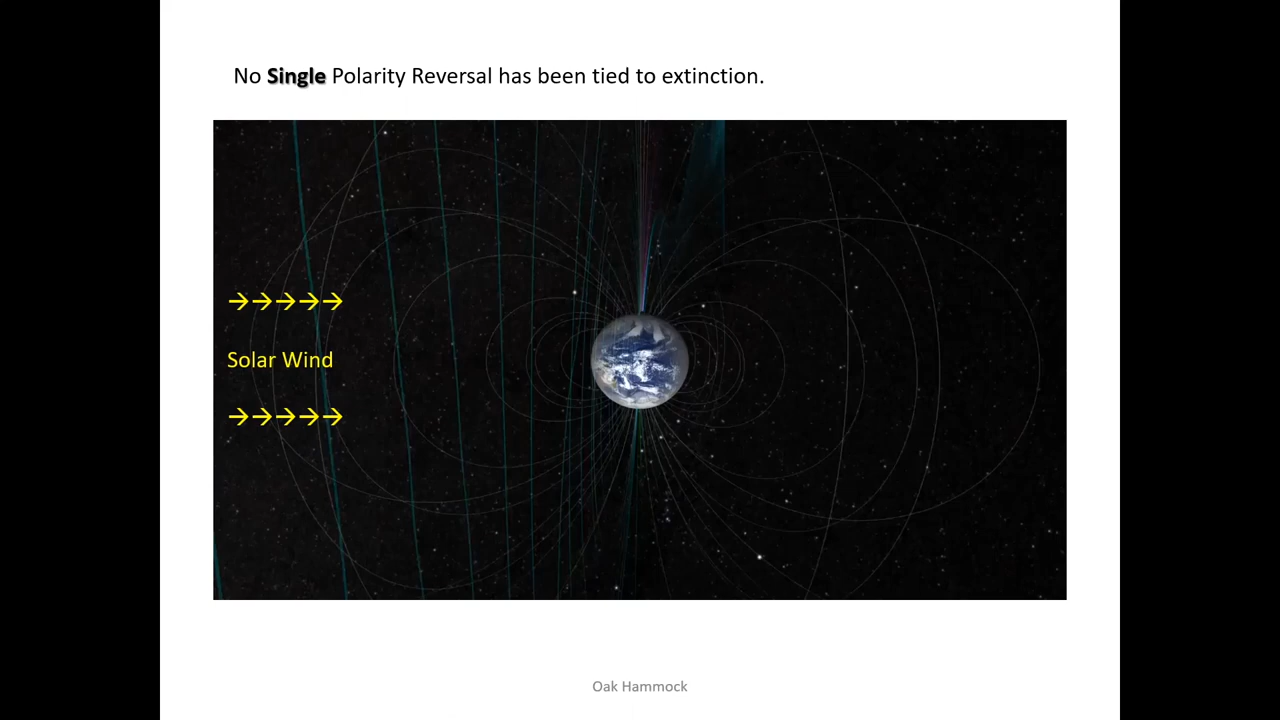 No Single Polarity Reversal has been tied to extinction.
→→→→→
Solar Wind
→→→→→
Oak Hammock